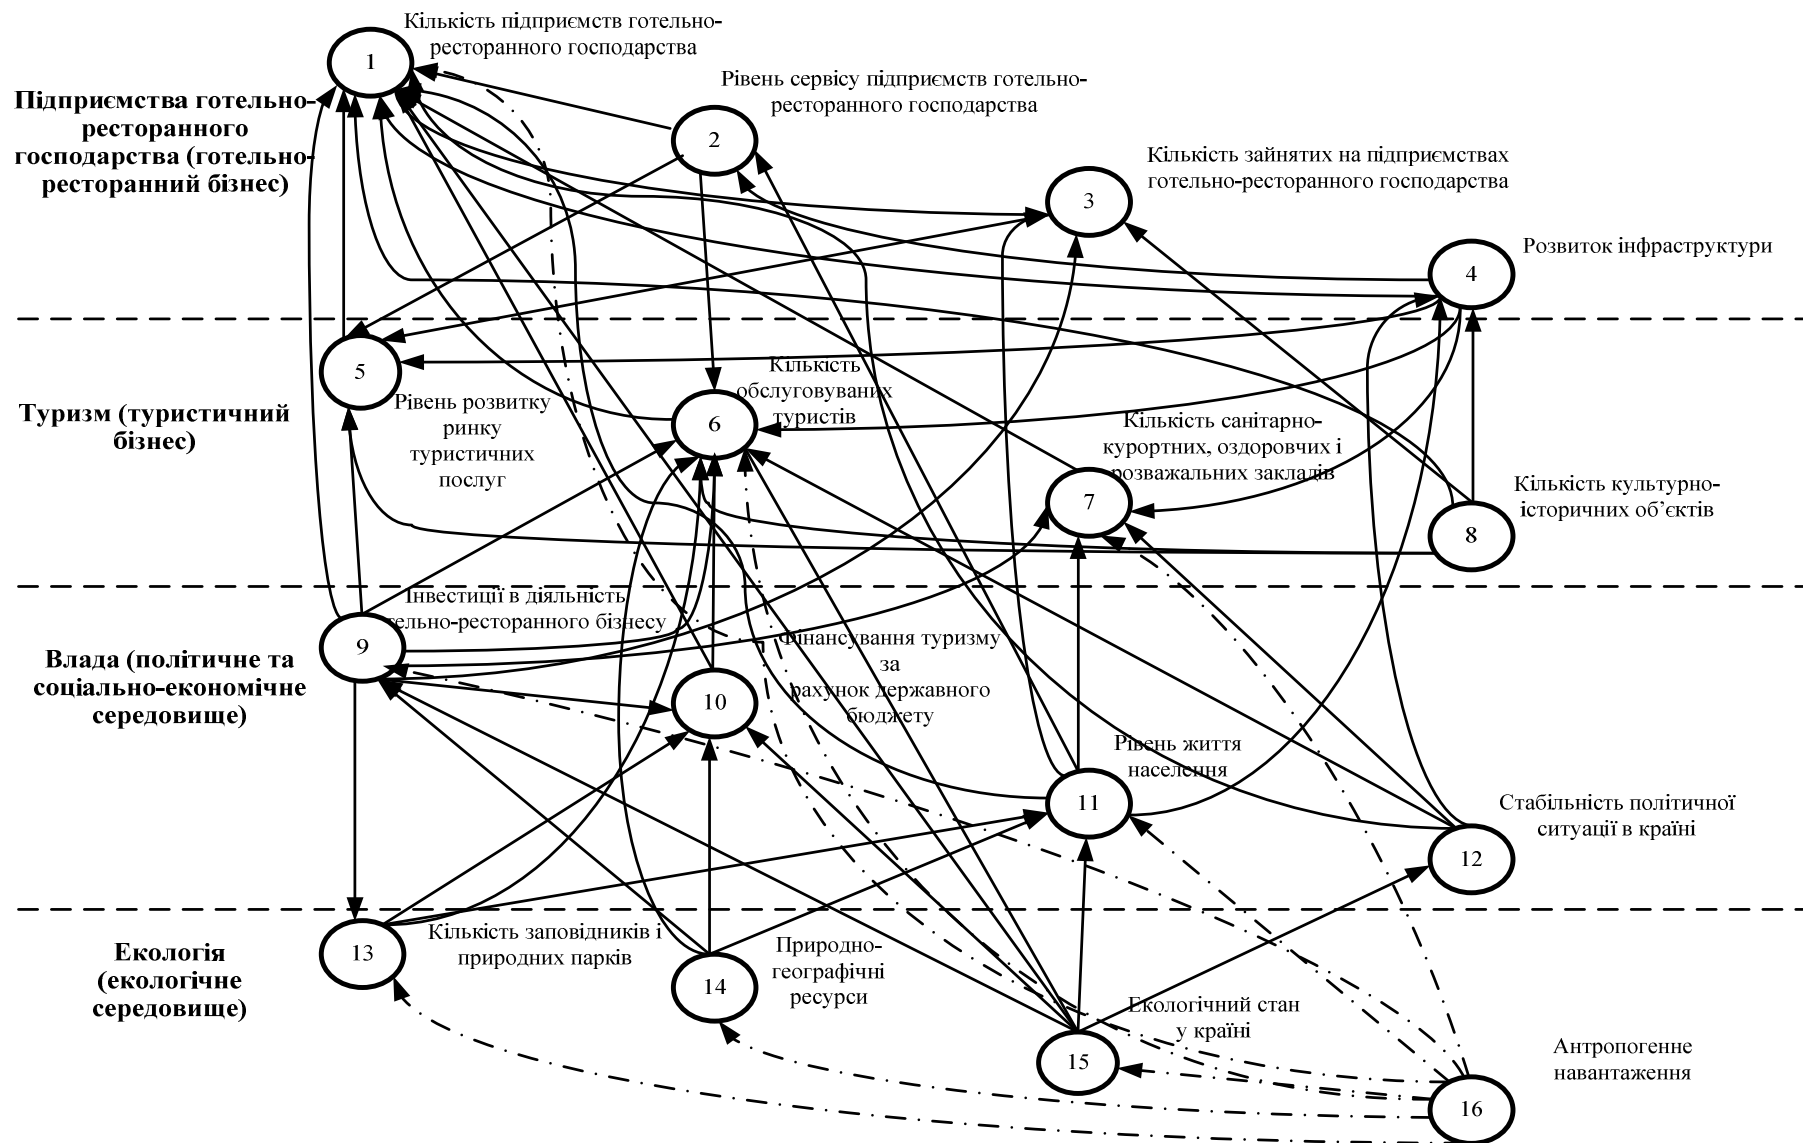 Кількість підприємств готельно-
ресторанного господарства
1
Рівень сервісу підприємств готельно-
ресторанного господарства
2
Підприємства готельно-
ресторанного
господарства (готельно-
ресторанний бізнес)
Кількість зайнятих на підприємствах
готельно-ресторанного господарства
3
Розвиток інфраструктури
4
5
Рівень розвитку
ринку
туристичних
послуг
Туризм (туристичний
бізнес)
Кількість
обслуговуваних
туристів
6
Кількість санітарно-
курортних, оздоровчих і
розважальних закладів
7
Кількість культурно-
історичних об’єктів
8
Інвестиції в діяльність
тельно-ресторанного бізнесу
9
Влада (політичне та
соціально-економічне
середовище)
Фінансування туризму
за
рахунок державного
бюджету
10
Рівень життя
населення
11
Стабільність політичної
ситуації в країні
12
Екологія
(екологічне
середовище)
13
Кількість заповідників і
природних парків
14
Природно-
географічні
ресурси
Екологічний стан
у країні
15
Антропогенне
навантаження
16